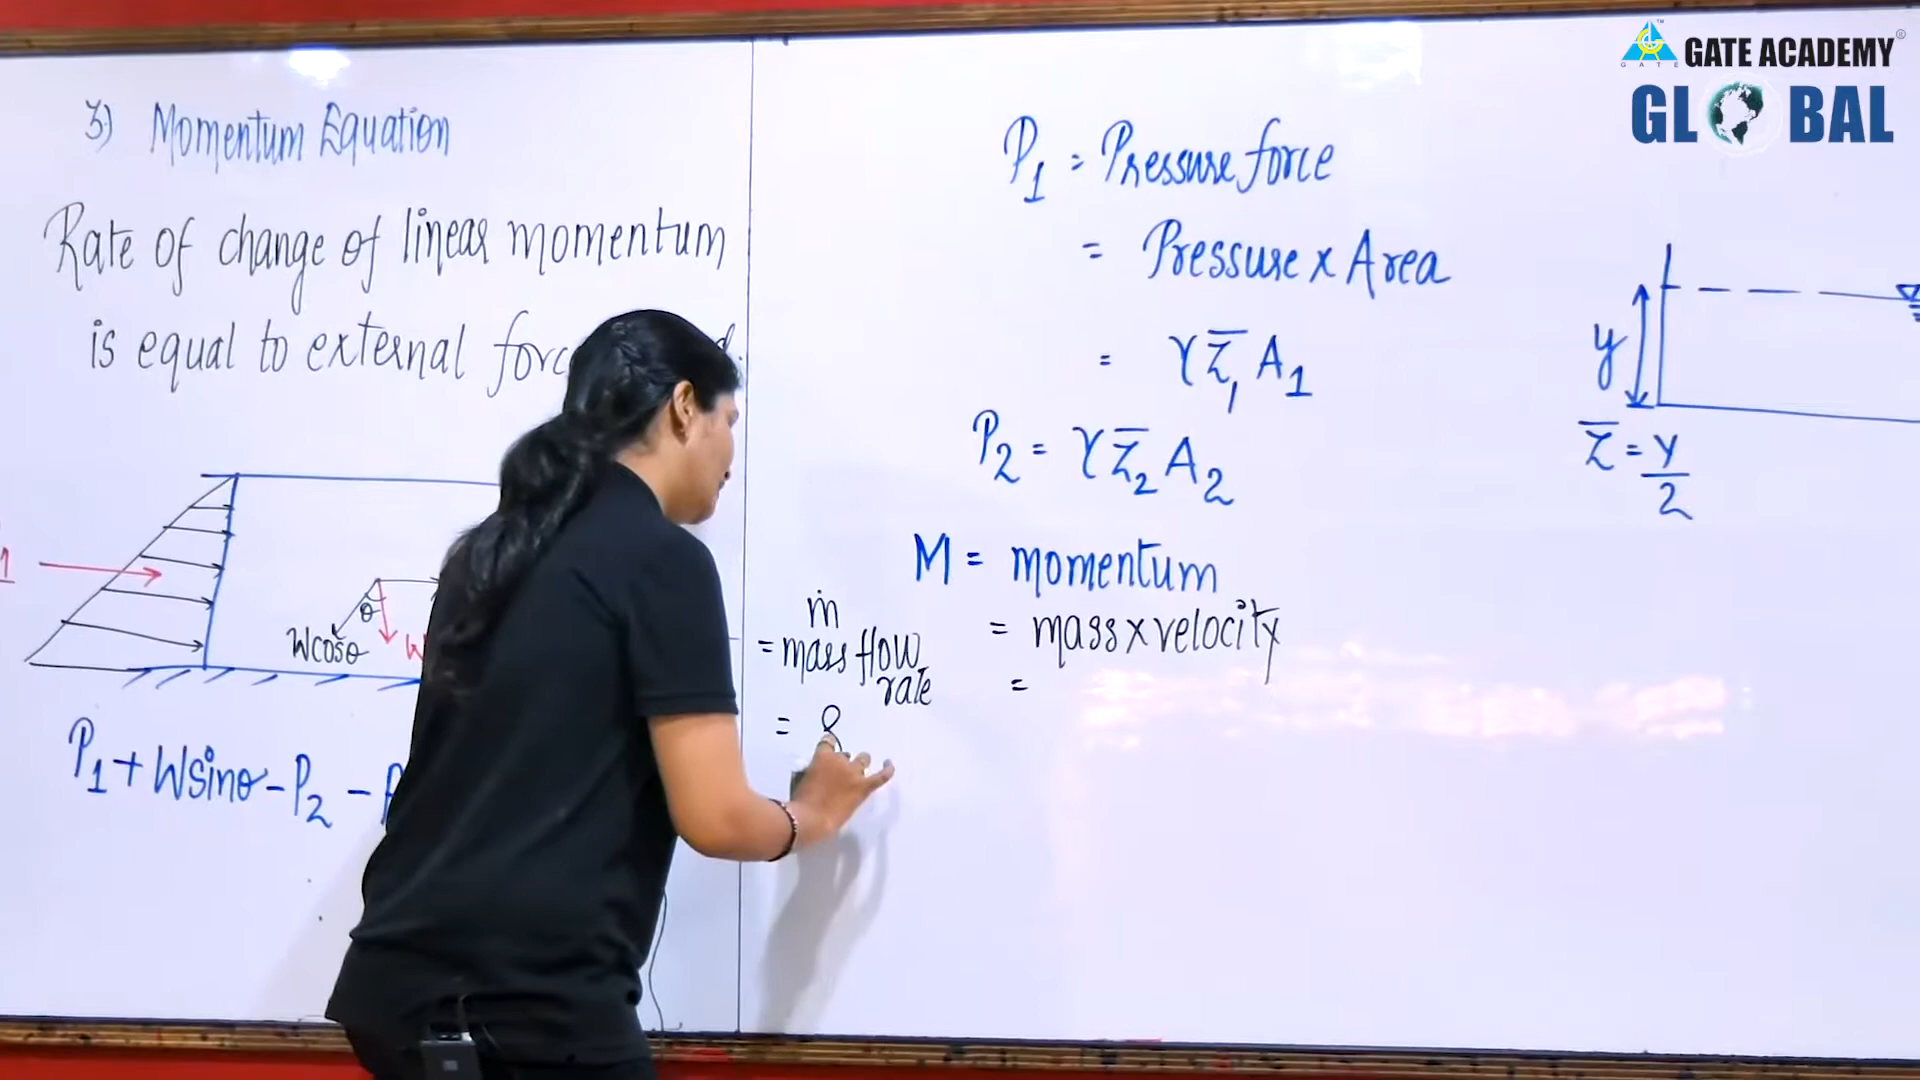 3) Momentum Equation
Rate of change of linear momentum
is equal to external
θ
Wcosθ
P1 + Wsinθ - P2 -
P1 = Pressure force
= Pressure x Area
= γ z̅1 A1
P2 = γ z̅2 A2
M = momentum
= mass x velocity
=
ṁ
= mass flow
rate
=
y
z̅ = y/2
GATE ACADEMY
GLOBAL